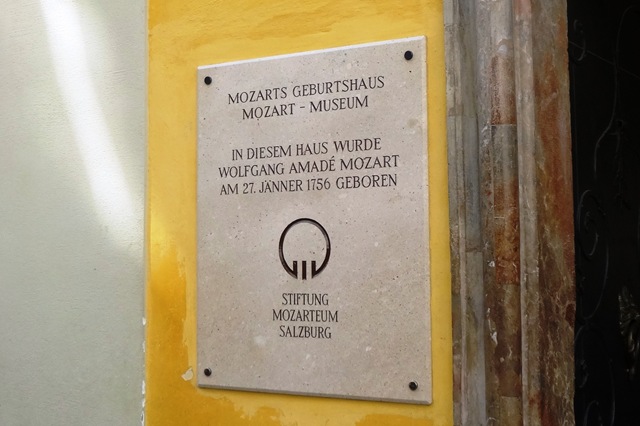 MOZARTS GEBURTSHAUS
MOZART - MUSEUM
IN DIESEM HAUS WURDE
WOLFGANG AMADÉ MOZART
AM 27. JÄNNER 1756 GEBOREN
STIFTUNG
MOZARTEUM
SALZBURG